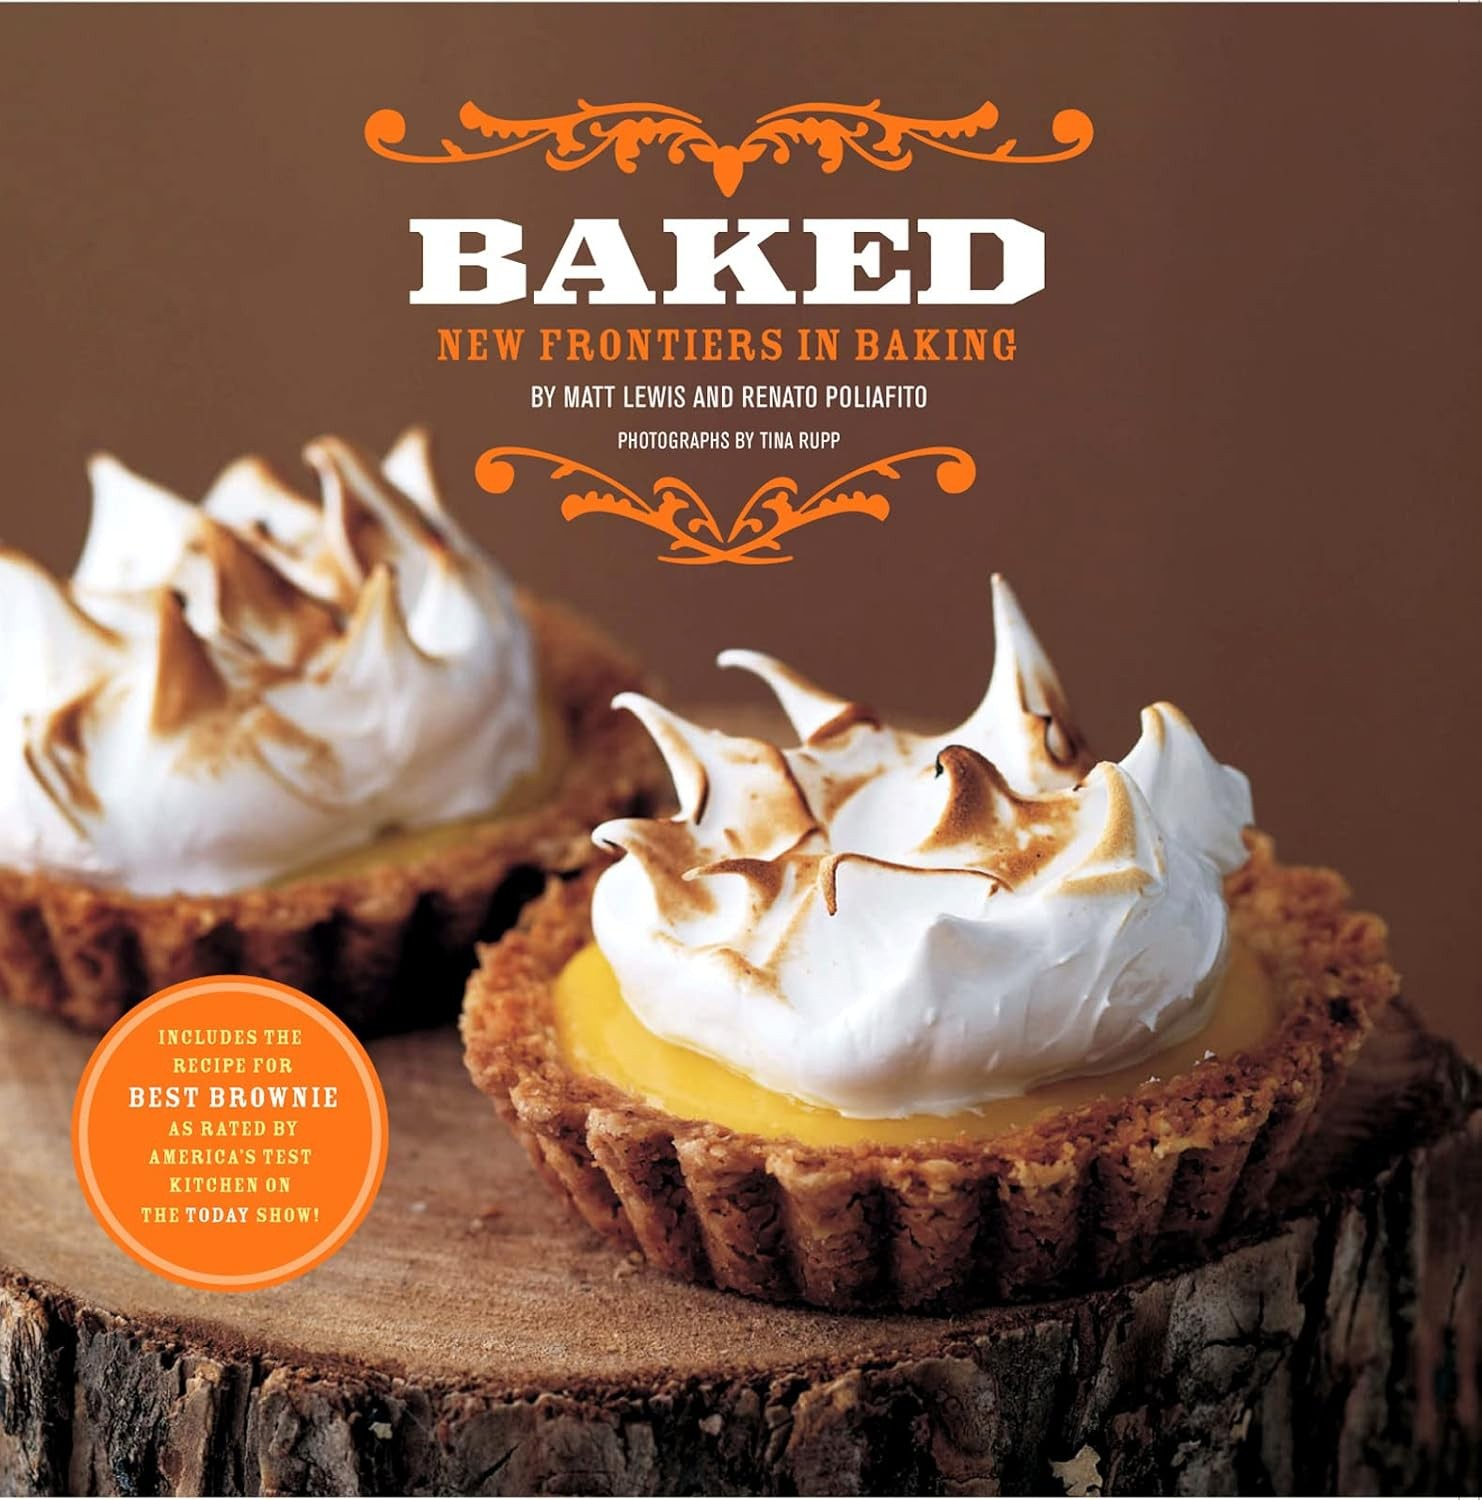 BAKED
NEW FRONTIERS IN BAKING
BY MATT LEWIS AND RENATO POLIAFITO
PHOTOGRAPHS BY TINA RUPP
INCLUDES THE
RECIPE FOR
BEST BROWNIE
AS RATED BY
AMERICA'S TEST
KITCHEN ON
THE TODAY SHOW!